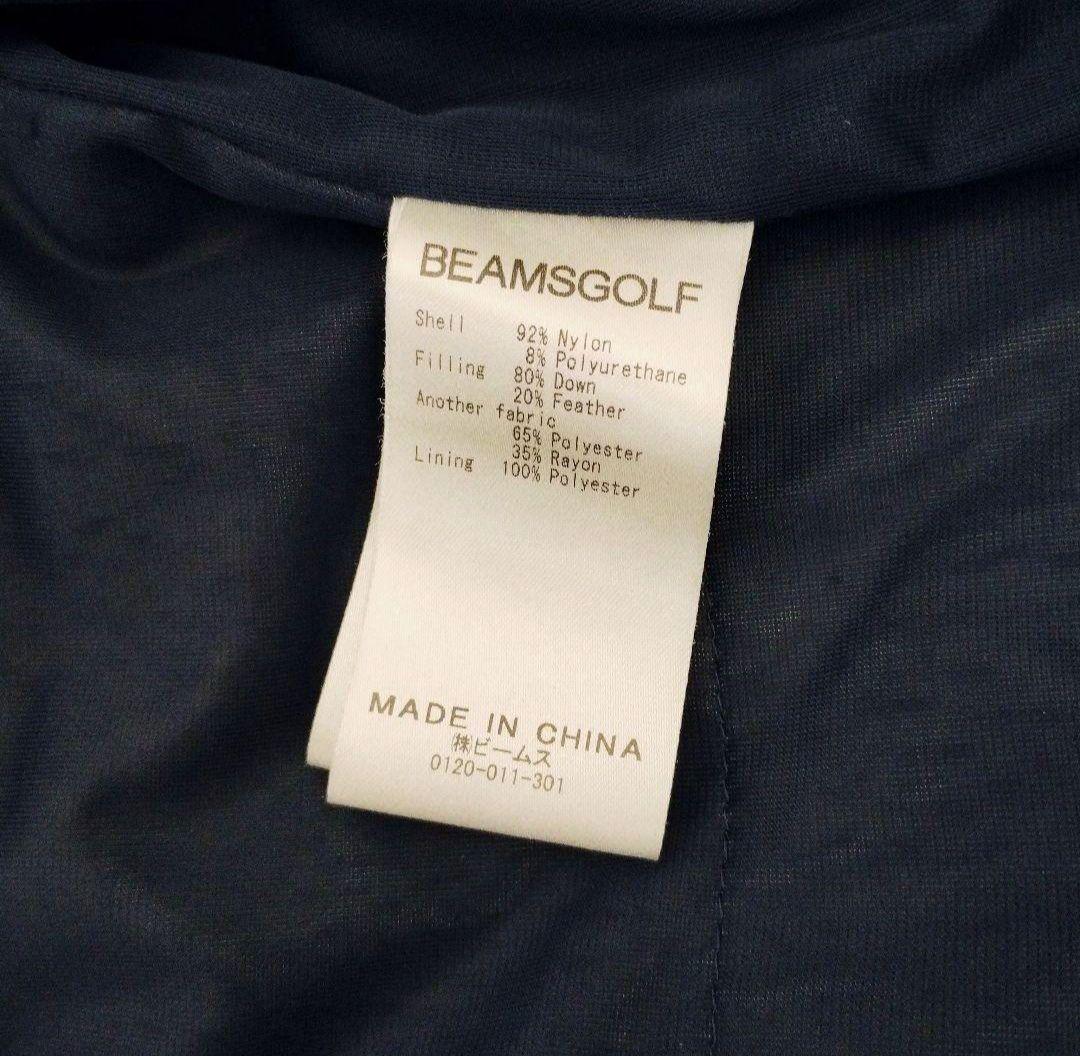 BEAMSGOLF
Shell 92% Nylon
8% Polyurethane
Filling 80% Down
20% Feather
Another fabric
65% Polyester
35% Rayon
Lining 100% Polyester
MADE IN CHINA
㈱ビームス
0120-011-301